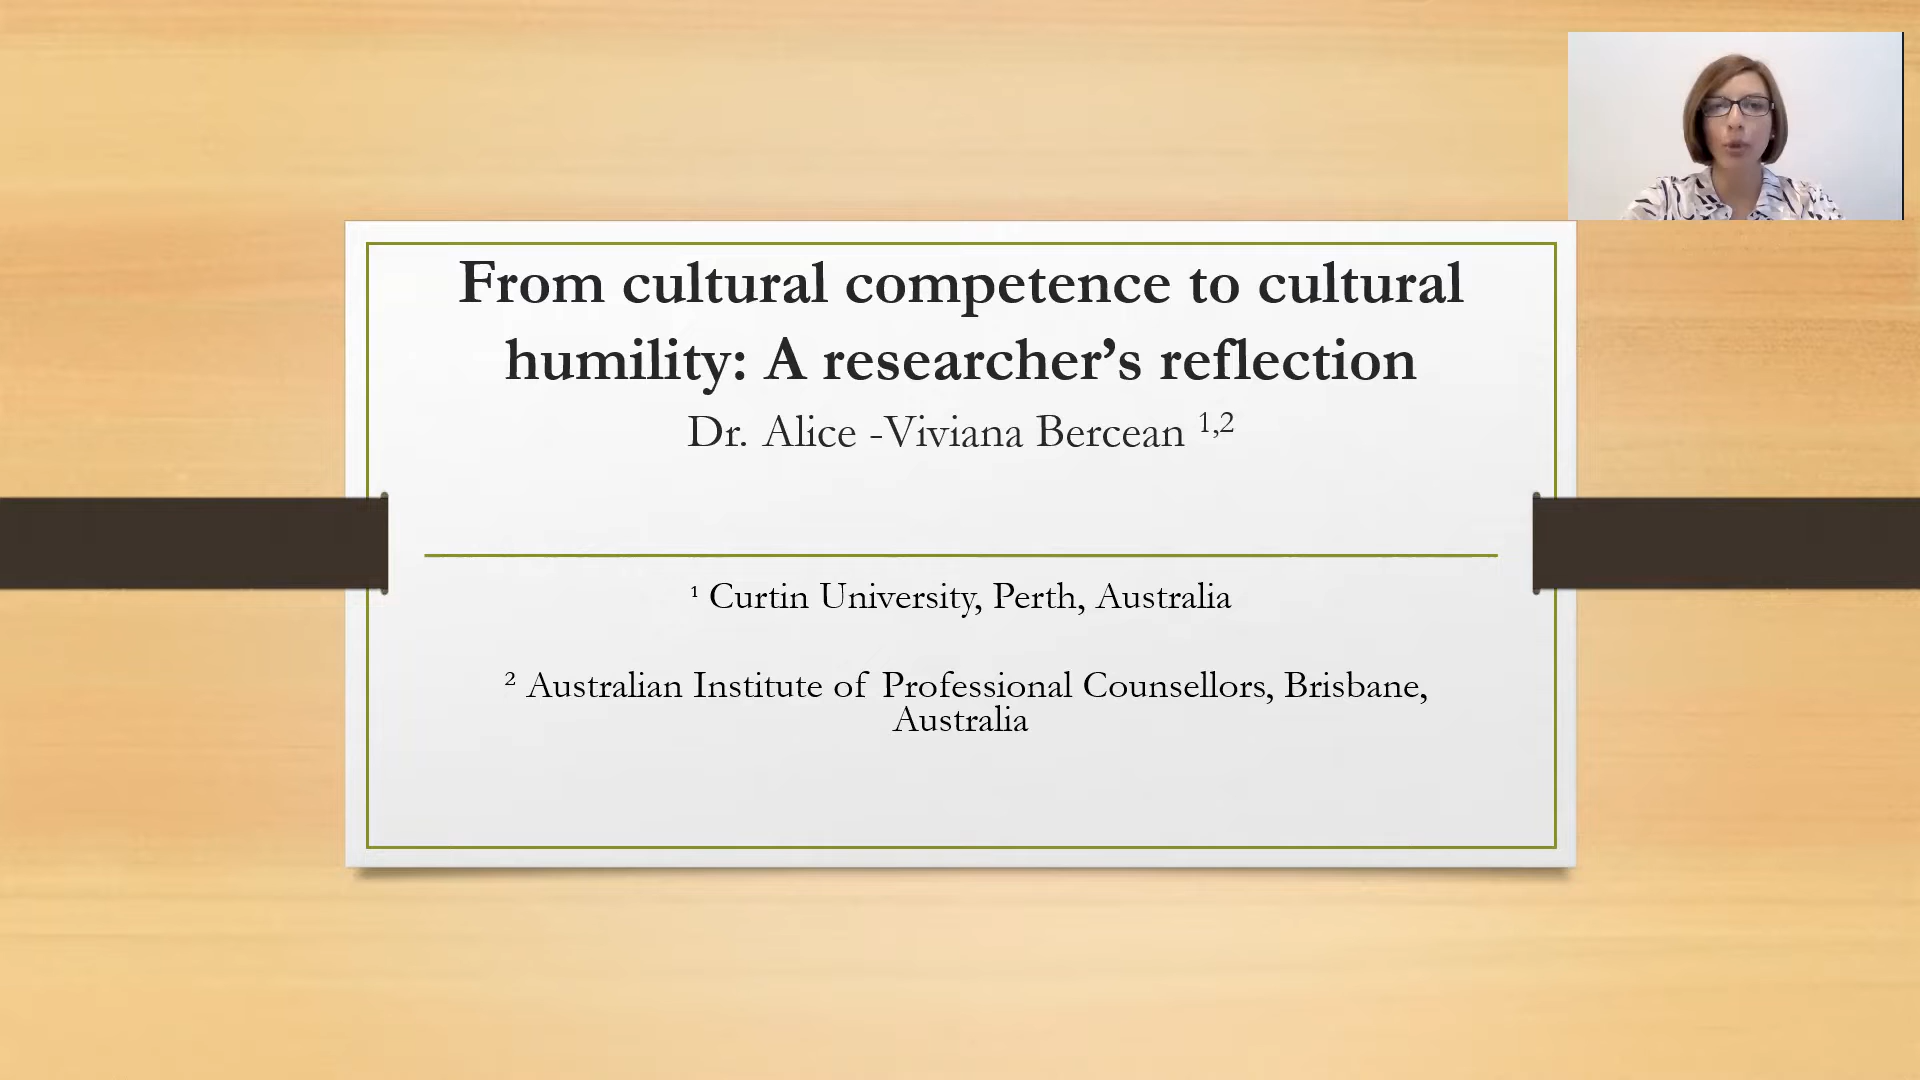 From cultural competence to cultural
humility: A researcher’s reflection
Dr. Alice -Viviana Bercean 1,2
1 Curtin University, Perth, Australia
2 Australian Institute of Professional Counsellors, Brisbane,
Australia